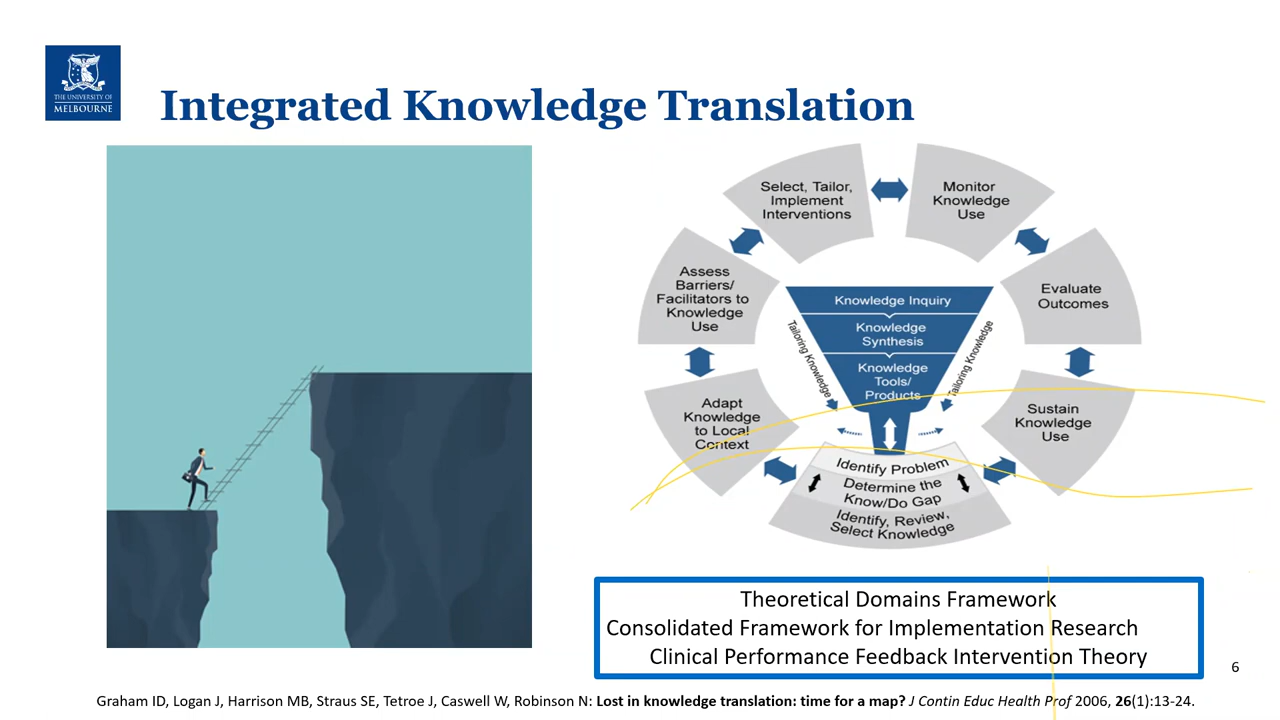 THE UNIVERSITY OF
MELBOURNE
Integrated Knowledge Translation
Select, Tailor,
Implement
Interventions
Monitor
Knowledge
Use
Assess
Barriers/
Facilitators to
Knowledge
Use
Evaluate
Outcomes
Knowledge Inquiry
Knowledge
Synthesis
Knowledge
Tools/
Products
Tailoring Knowledge
Tailoring Knowledge
Adapt
Knowledge
to Local
Context
Sustain
Knowledge
Use
Identify Problem
Determine the
Know/Do Gap
Identify, Review,
Select Knowledge
Theoretical Domains Framework
Consolidated Framework for Implementation Research
Clinical Performance Feedback Intervention Theory
6
Graham ID, Logan J, Harrison MB, Straus SE, Tetroe J, Caswell W, Robinson N: Lost in knowledge translation: time for a map? J Contin Educ Health Prof 2006, 26(1):13-24.